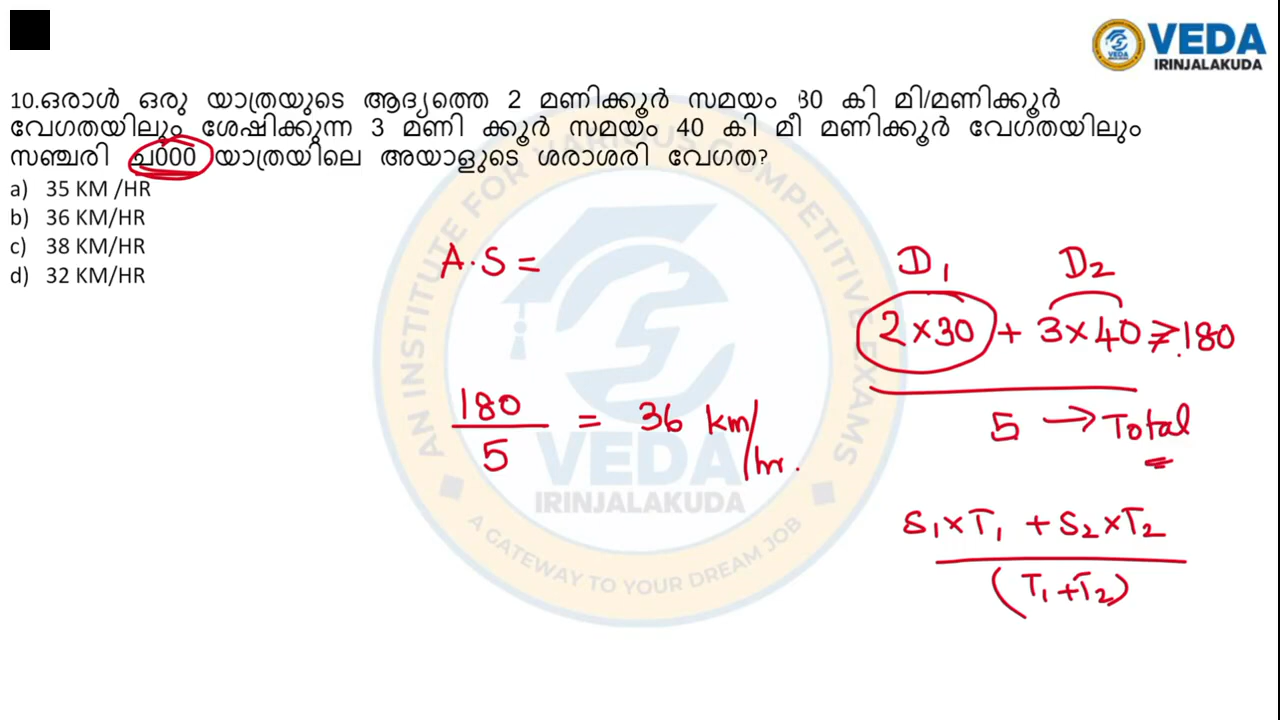 VEDA
IRINJALAKUDA
10.ഒരാൾ ഒരു യാത്രയുടെ ആദ്യത്തെ 2 മണിക്കൂർ സമയം 30 കി മി/മണിക്കൂർ
വേഗതയിലും ശേഷിക്കുന്ന 3 മണി ക്കൂർ സമയം 40 കി മീ മണിക്കൂർ വേഗതയിലും
സഞ്ചരി ച000 യാത്രയിലെ അയാളുടെ ശരാശരി വേഗത?
a) 35 KM /HR
b) 36 KM/HR
c) 38 KM/HR
d) 32 KM/HR
A.S =
D1 D2
2×30 + 3×40 ⇒ 180
5 → Total
180
5
= 36 km/hr.
S1×T1 + S2×T2
(T1+T2)
AN INSTITUTE FOR VARIOUS COMPETITIVE EXAMS
VEDA
IRINJALAKUDA
A GATEWAY TO YOUR DREAM JOB